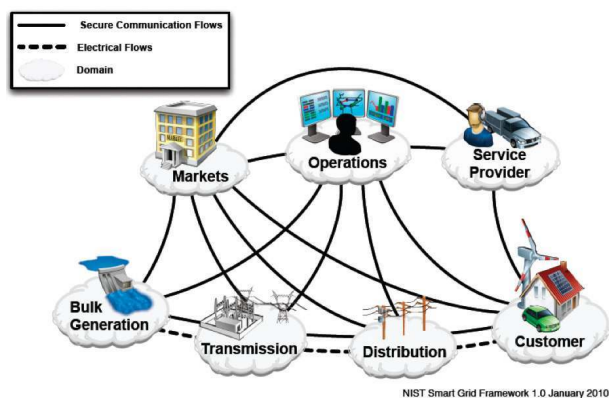 Secure Communication Flows
Electrical Flows
Domain
Markets
Operations
Service
Provider
Bulk
Generation
Transmission
Distribution
Customer
NIST Smart Grid Framework 1.0 January 2010